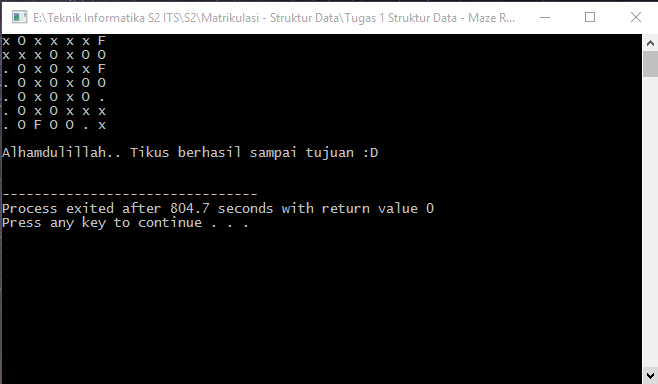 E:\Teknik Informatika S2 ITS\S2\Matrikulasi - Struktur Data\Tugas 1 Struktur Data - Maze R...
x O x x x x F
x x x O x O O
. O x O x x F
. O x O x O O
. O x O x O .
. O x O x x x
. O F O O . x
Alhamdulillah.. Tikus berhasil sampai tujuan :D
--------------------------------
Process exited after 804.7 seconds with return value 0
Press any key to continue . . .